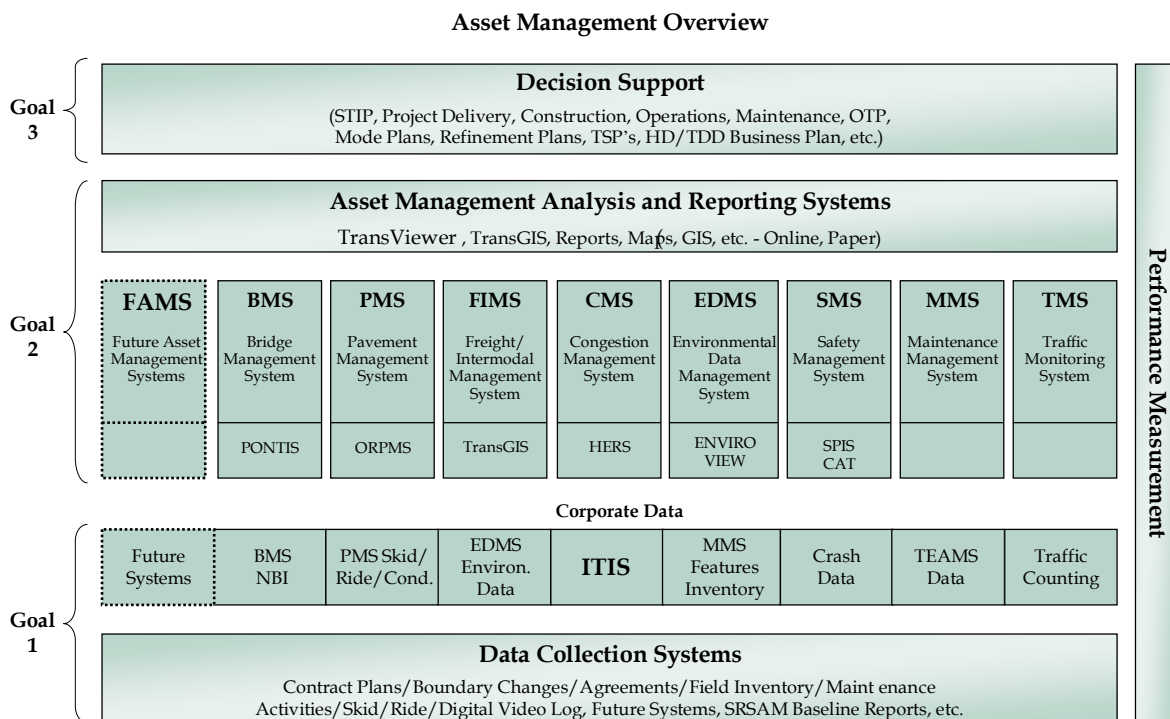 Asset Management Overview
Goal
3
Decision Support
(STIP, Project Delivery, Construction, Operations, Maintenance, OTP,
Mode Plans, Refinement Plans, TSP's, HD/TDD Business Plan, etc.)
Goal
2
Asset Management Analysis and Reporting Systems
TransViewer , TransGIS, Reports, Maps, GIS, etc. - Online, Paper)
FAMS
Future Asset
Management
Systems
BMS
Bridge
Management
System
PONTIS
PMS
Pavement
Management
System
ORPMS
FIMS
Freight/
Intermodal
Management
System
TransGIS
CMS
Congestion
Management
System
HERS
EDMS
Environmental
Data
Management
System
ENVIRO
VIEW
SMS
Safety
Management
System
SPIS
CAT
MMS
Maintenance
Management
System
TMS
Traffic
Monitoring
System
Corporate Data
Goal
1
Future
Systems
BMS
NBI
PMS Skid/
Ride/Cond.
EDMS
Environ.
Data
ITIS
MMS
Features
Inventory
Crash
Data
TEAMS
Data
Traffic
Counting
Data Collection Systems
Contract Plans/Boundary Changes/Agreements/Field Inventory/Maint enance
Activities/Skid/Ride/Digital Video Log, Future Systems, SRSAM Baseline Reports, etc.
Performance Measurement